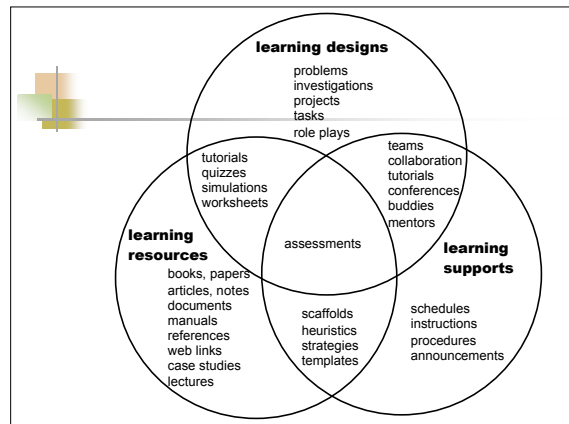 learning designs
problems
investigations
projects
tasks
role plays
tutorials
quizzes
simulations
worksheets
teams
collaboration
tutorials
conferences
buddies
mentors
learning
resources
assessments
learning
supports
books, papers
articles, notes
documents
manuals
references
web links
case studies
lectures
scaffolds
heuristics
strategies
templates
schedules
instructions
procedures
announcements